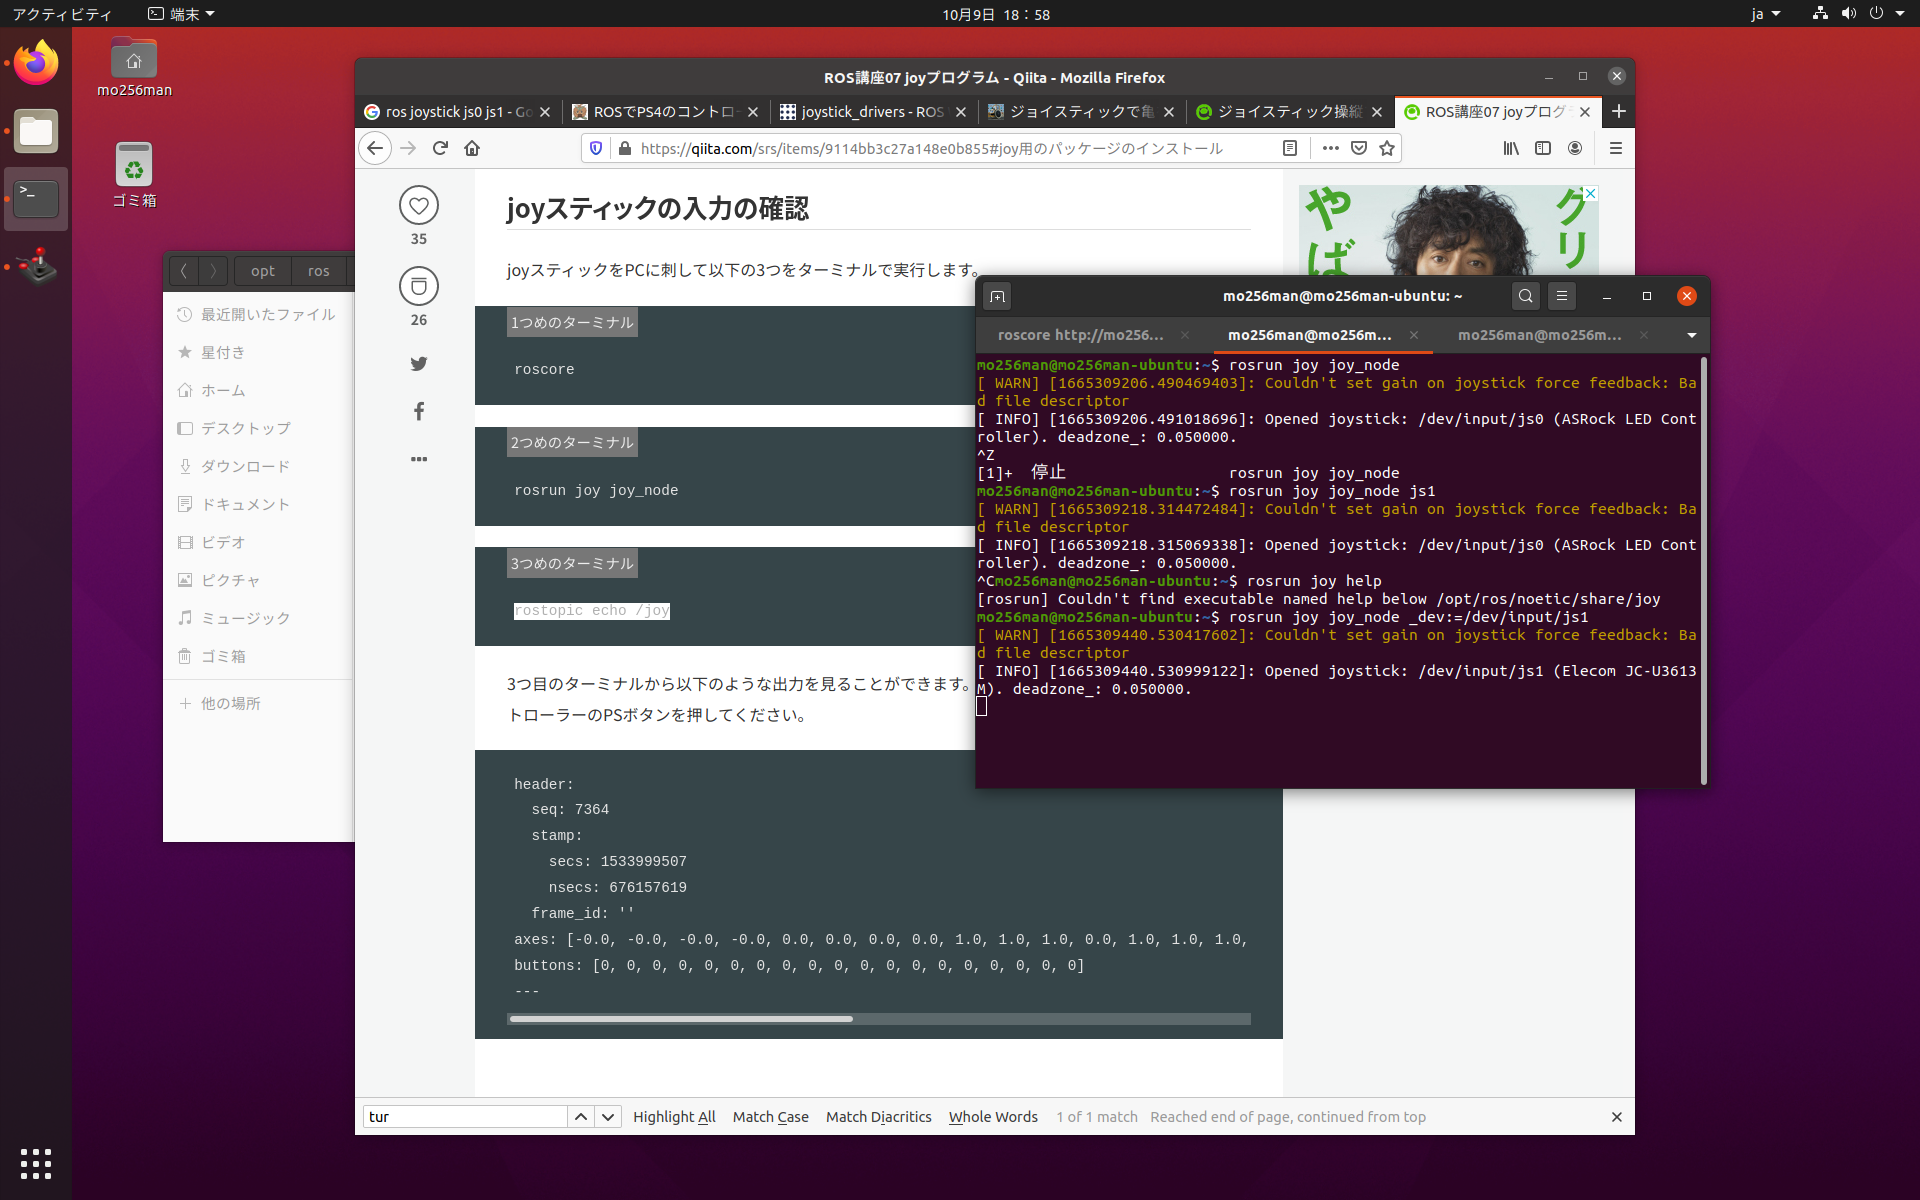 アクティビティ
端末
10月9日 18：58
ja
mo256man
ゴミ箱
opt
ros
最近開いたファイル
星付き
ホーム
デスクトップ
ダウンロード
ドキュメント
ビデオ
ピクチャ
ミュージック
ゴミ箱
他の場所
ROS講座07 joyプログラム - Qiita - Mozilla Firefox
ros joystick js0 js1 - Go
ROSでPS4のコントロー
joystick_drivers - ROS
ジョイスティックで亀
ジョイスティック操縦
ROS講座07 joyプログ
https://qiita.com/srs/items/9114bb3c27a148e0b855#joy用のパッケージのインストール
35
26
joyスティックの入力の確認
joyスティックをPCに刺して以下の3つをターミナルで実行します。
1つめのターミナル
roscore
2つめのターミナル
rosrun joy joy_node
3つめのターミナル
rostopic echo /joy
3つ目のターミナルから以下のような出力を見ることができます。
トローラーのPSボタンを押してください。
header:
seq: 7364
stamp:
secs: 1533999507
nsecs: 676157619
frame_id: ''
axes: [-0.0, -0.0, -0.0, -0.0, 0.0, 0.0, 0.0, 0.0, 1.0, 1.0, 1.0, 0.0, 1.0, 1.0, 1.0,
buttons: [0, 0, 0, 0, 0, 0, 0, 0, 0, 0, 0, 0, 0, 0, 0, 0, 0, 0, 0]
---
やば
グリ
mo256man@mo256man-ubuntu: ~
roscore http://mo256...
mo256man@mo256m...
mo256man@mo256m...
mo256man@mo256man-ubuntu:~$ rosrun joy joy_node
[ WARN] [1665309206.490469403]: Couldn't set gain on joystick force feedback: Ba
d file descriptor
[ INFO] [1665309206.491018696]: Opened joystick: /dev/input/js0 (ASRock LED Cont
roller). deadzone_: 0.050000.
^Z
[1]+  停止                  rosrun joy joy_node
mo256man@mo256man-ubuntu:~$ rosrun joy joy_node js1
[ WARN] [1665309218.314472484]: Couldn't set gain on joystick force feedback: Ba
d file descriptor
[ INFO] [1665309218.315069338]: Opened joystick: /dev/input/js0 (ASRock LED Cont
roller). deadzone_: 0.050000.
^Cmo256man@mo256man-ubuntu:~$ rosrun joy help
[rosrun] Couldn't find executable named help below /opt/ros/noetic/share/joy
mo256man@mo256man-ubuntu:~$ rosrun joy joy_node _dev:=/dev/input/js1
[ WARN] [1665309440.530417602]: Couldn't set gain on joystick force feedback: Ba
d file descriptor
[ INFO] [1665309440.530999122]: Opened joystick: /dev/input/js1 (Elecom JC-U3613
M). deadzone_: 0.050000.
tur
Highlight All
Match Case
Match Diacritics
Whole Words
1 of 1 match
Reached end of page, continued from top